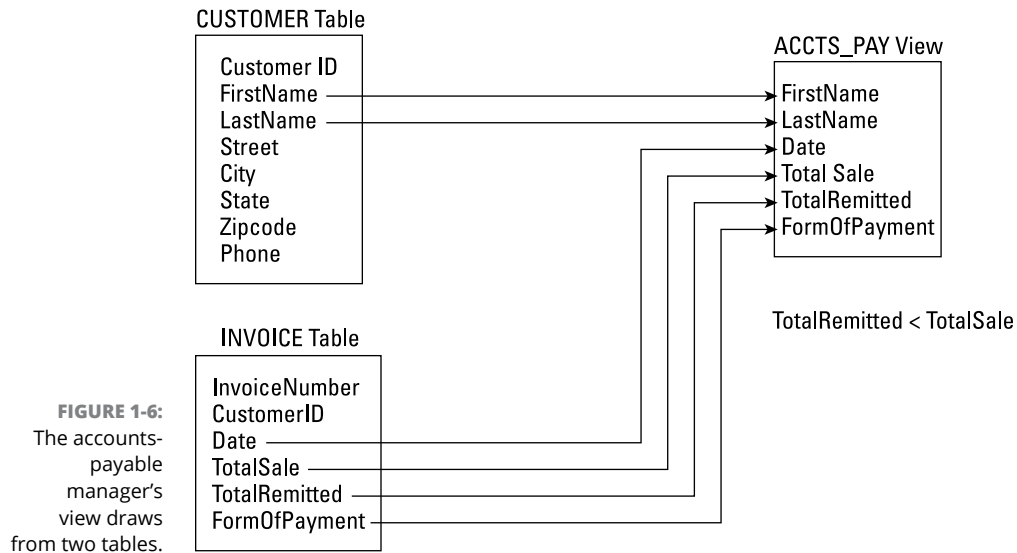 CUSTOMER Table
Customer ID
FirstName
LastName
Street
City
State
Zipcode
Phone
ACCTS_PAY View
FirstName
LastName
Date
Total Sale
TotalRemitted
FormOfPayment
TotalRemitted < TotalSale
INVOICE Table
InvoiceNumber
CustomerID
Date
TotalSale
TotalRemitted
FormOfPayment
FIGURE 1-6:
The accounts-
payable
manager's
view draws
from two tables.